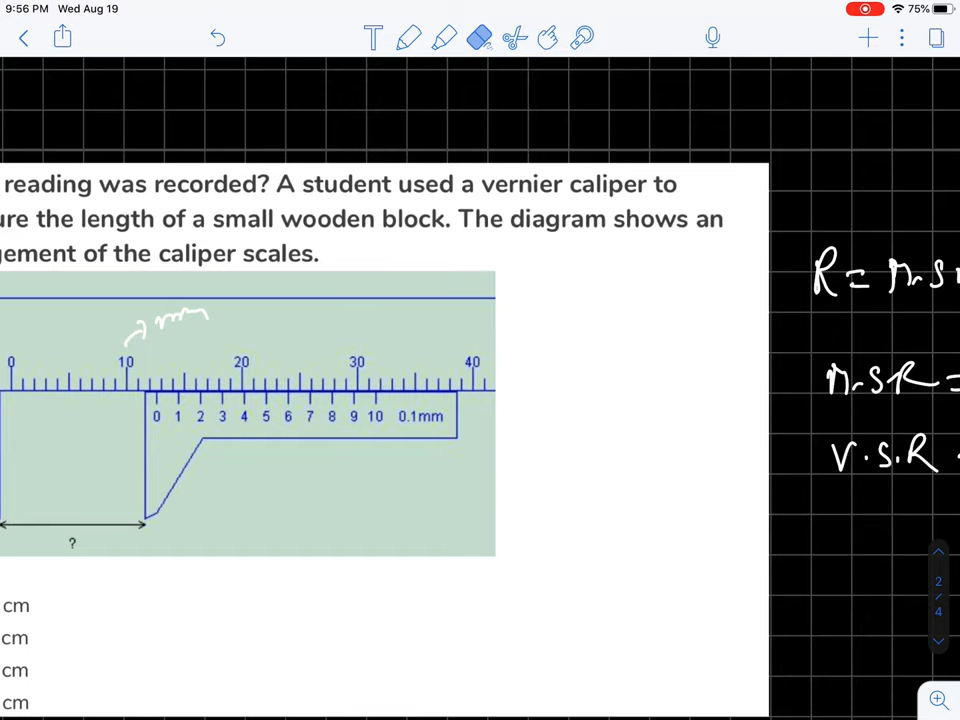 9:56 PM Wed Aug 19
75%
reading was recorded? A student used a vernier caliper to
ure the length of a small wooden block. The diagram shows an
gement of the caliper scales.
mm
R =
0 10 20 30 40
0 1 2 3 4 5 6 7 8 9 10 0.1mm
M.SR =
V.S.R
?
2
/
4
cm
cm
cm
cm